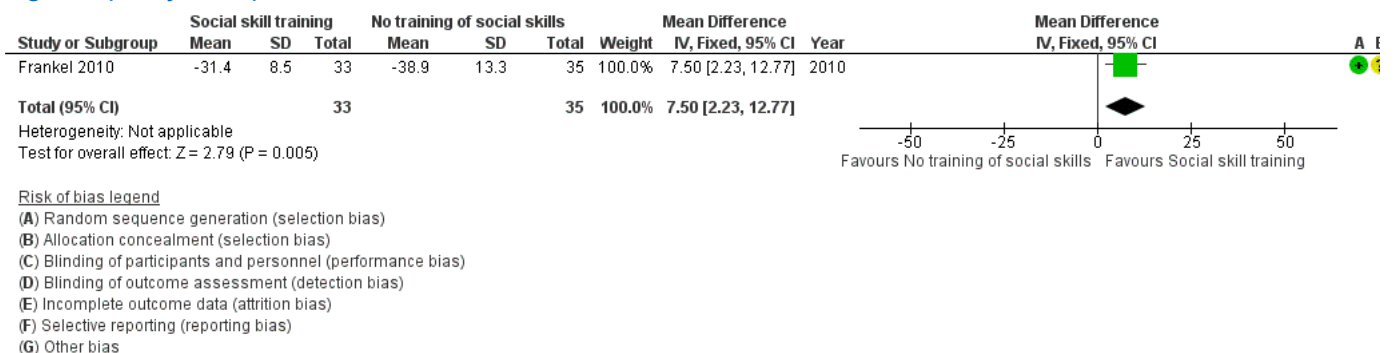 Social skill training No training of social skills Mean Difference Mean Difference
Study or Subgroup Mean SD Total Mean SD Total Weight IV, Fixed, 95% CI Year IV, Fixed, 95% CI A
Frankel 2010 -31.4 8.5 33 -38.9 13.3 35 100.0% 7.50 [2.23, 12.77] 2010 + ?
Total (95% CI) 33 35 100.0% 7.50 [2.23, 12.77]
Heterogeneity: Not applicable
Test for overall effect: Z = 2.79 (P = 0.005)
-50 -25 0 25 50
Favours No training of social skills Favours Social skill training
Risk of bias legend
(A) Random sequence generation (selection bias)
(B) Allocation concealment (selection bias)
(C) Blinding of participants and personnel (performance bias)
(D) Blinding of outcome assessment (detection bias)
(E) Incomplete outcome data (attrition bias)
(F) Selective reporting (reporting bias)
(G) Other bias